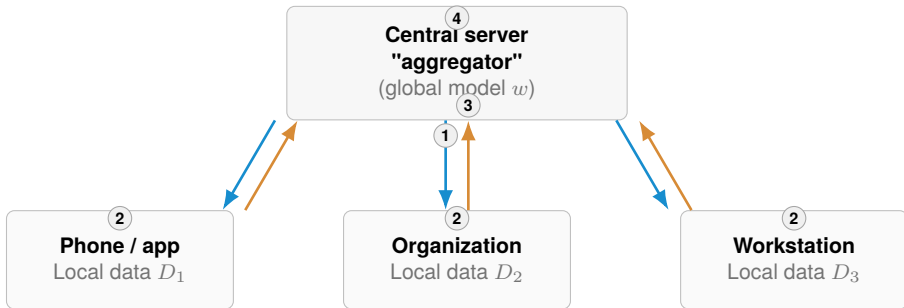 4
Central server
"aggregator"
(global model w)
3
1
2
Phone / app
Local data D₁
2
Organization
Local data D₂
2
Workstation
Local data D₃